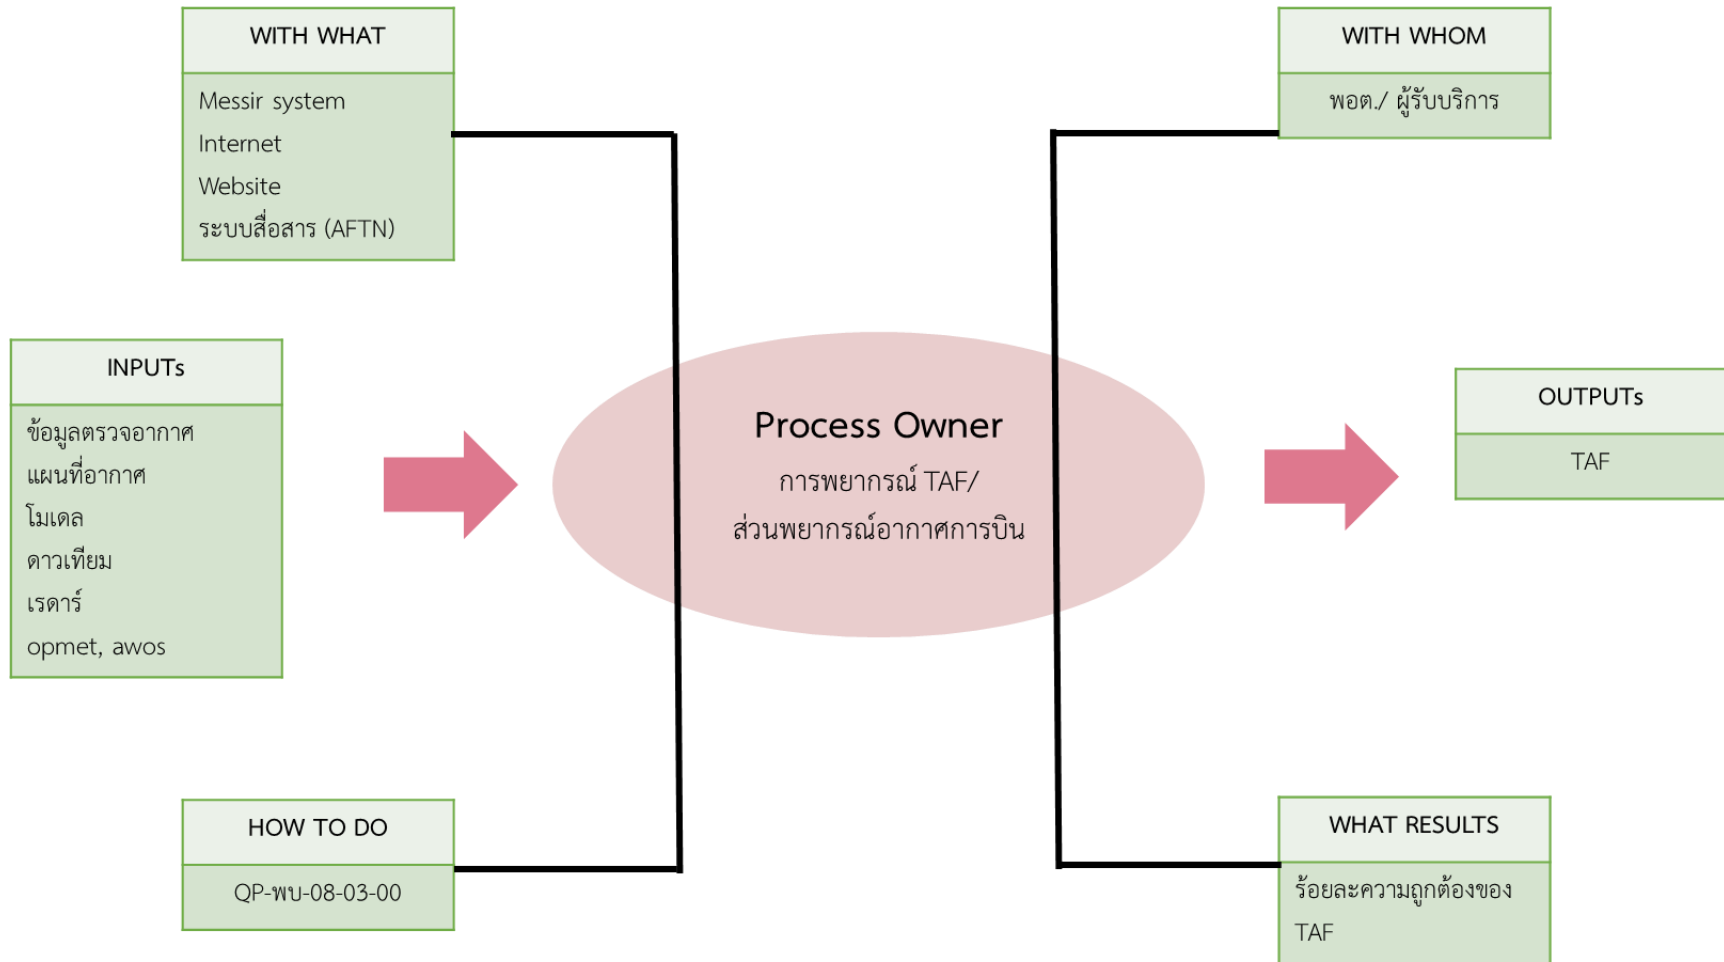 WITH WHAT
Messir system
Internet
Website
ระบบสื่อสาร (AFTN)
WITH WHOM
พอต./ ผู้รับบริการ
INPUTs
ข้อมูลตรวจอากาศ
แผนที่อากาศ
โมเดล
ดาวเทียม
เรดาร์
opmet, awos
Process Owner
การพยากรณ์ TAF/
ส่วนพยากรณ์อากาศการบิน
OUTPUTs
TAF
HOW TO DO
QP-พบ-08-03-00
WHAT RESULTS
ร้อยละความถูกต้องของ
TAF